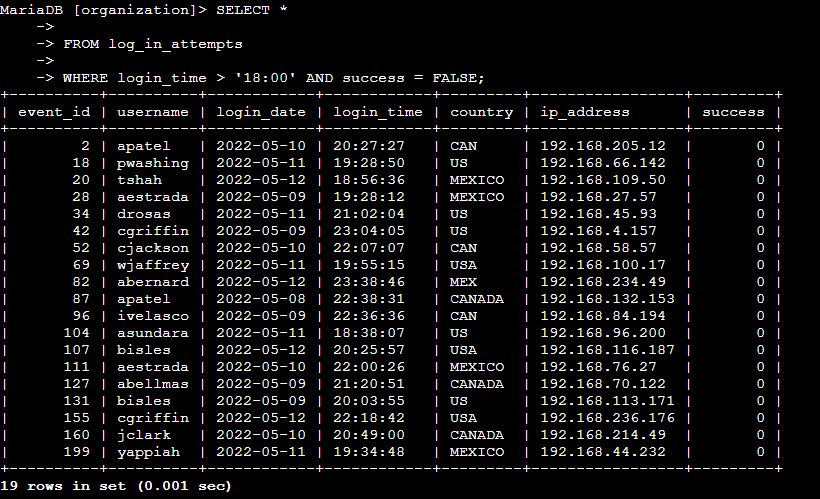 MariaDB [organization]> SELECT *
    ->
    -> FROM log_in_attempts
    ->
    -> WHERE login_time > '18:00' AND success = FALSE;
+----------+----------+------------+------------+---------+-----------------+---------+
| event_id | username | login_date | login_time | country | ip_address      | success |
+----------+----------+------------+------------+---------+-----------------+---------+
|        2 | apatel   | 2022-05-10 | 20:27:27   | CAN     | 192.168.205.12  |       0 |
|       18 | pwashing | 2022-05-11 | 19:28:50   | US      | 192.168.66.142  |       0 |
|       20 | tshah    | 2022-05-12 | 18:56:36   | MEXICO  | 192.168.109.50  |       0 |
|       28 | aestrada | 2022-05-09 | 19:28:12   | MEXICO  | 192.168.27.57   |       0 |
|       34 | drosas   | 2022-05-11 | 21:02:04   | US      | 192.168.45.93   |       0 |
|       42 | cgriffin | 2022-05-09 | 23:04:05   | US      | 192.168.4.157   |       0 |
|       52 | cjackson | 2022-05-10 | 22:07:07   | CAN     | 192.168.58.57   |       0 |
|       69 | wjaffrey | 2022-05-11 | 19:55:15   | USA     | 192.168.100.17  |       0 |
|       82 | abernard | 2022-05-12 | 23:38:46   | MEX     | 192.168.234.49  |       0 |
|       87 | apatel   | 2022-05-08 | 22:38:31   | CANADA  | 192.168.132.153 |       0 |
|       96 | ivelasco | 2022-05-09 | 22:36:36   | CAN     | 192.168.84.194  |       0 |
|      104 | asundara | 2022-05-11 | 18:38:07   | US      | 192.168.96.200  |       0 |
|      107 | bisles   | 2022-05-12 | 20:25:57   | USA     | 192.168.116.187 |       0 |
|      111 | aestrada | 2022-05-10 | 22:00:26   | MEXICO  | 192.168.76.27   |       0 |
|      127 | abellmas | 2022-05-09 | 21:20:51   | CANADA  | 192.168.70.122  |       0 |
|      131 | bisles   | 2022-05-09 | 20:03:55   | US      | 192.168.113.171 |       0 |
|      155 | cgriffin | 2022-05-12 | 22:18:42   | USA     | 192.168.236.176 |       0 |
|      160 | jclark   | 2022-05-10 | 20:49:00   | CANADA  | 192.168.214.49  |       0 |
|      199 | yappiah  | 2022-05-11 | 19:34:48   | MEXICO  | 192.168.44.232  |       0 |
+----------+----------+------------+------------+---------+-----------------+---------+
19 rows in set (0.001 sec)